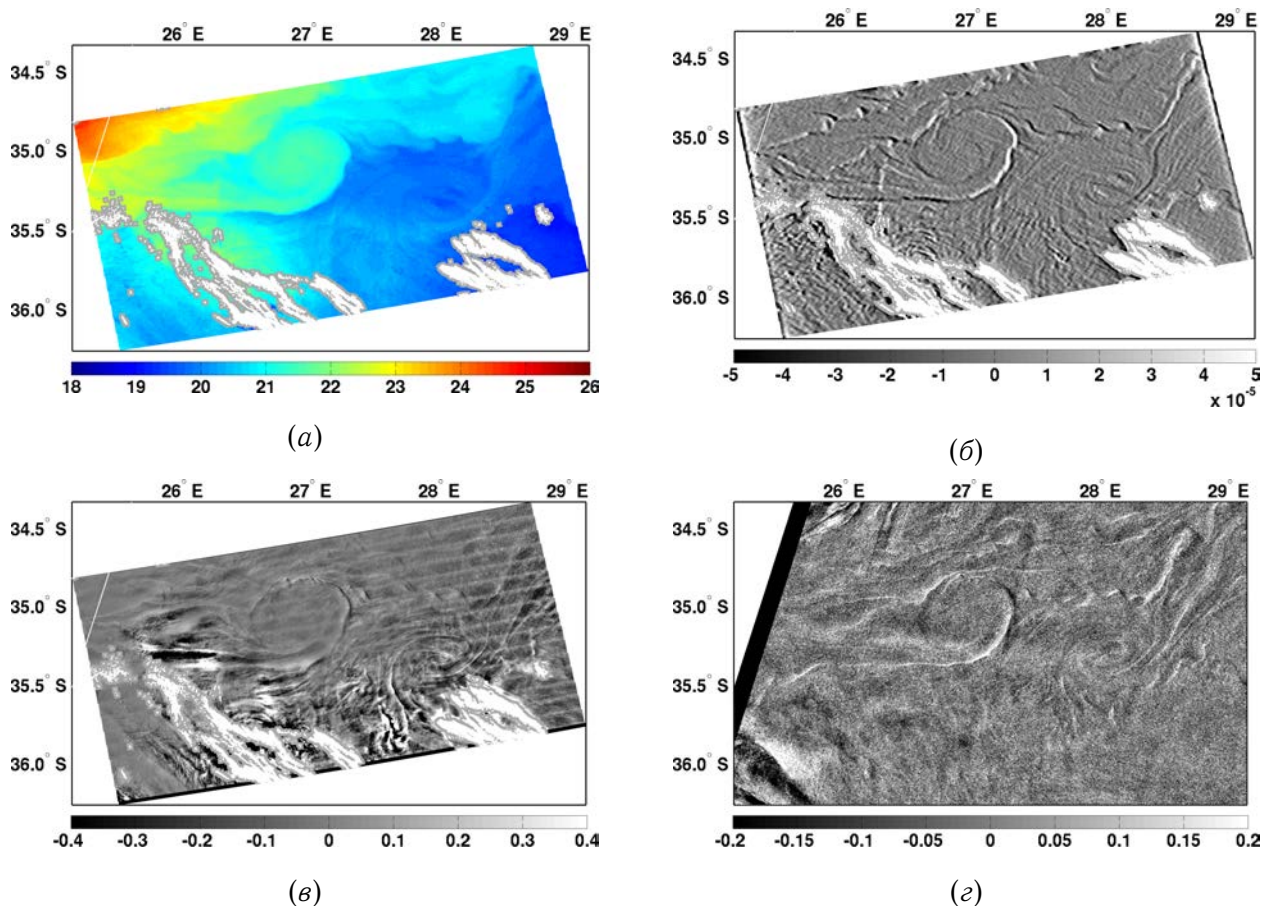 26° E 27° E 28° E 29° E
34.5° S
35.0° S
35.5° S
36.0° S
18 19 20 21 22 23 24 25 26
(а)
26° E 27° E 28° E 29° E
34.5° S
35.0° S
35.5° S
36.0° S
-5 -4 -3 -2 -1 0 1 2 3 4 5
x 10-5
(б)
26° E 27° E 28° E 29° E
34.5° S
35.0° S
35.5° S
36.0° S
-0.4 -0.3 -0.2 -0.1 0 0.1 0.2 0.3 0.4
(в)
26° E 27° E 28° E 29° E
34.5° S
35.0° S
35.5° S
36.0° S
-0.2 -0.15 -0.1 -0.05 0 0.05 0.1 0.15 0.2
(г)